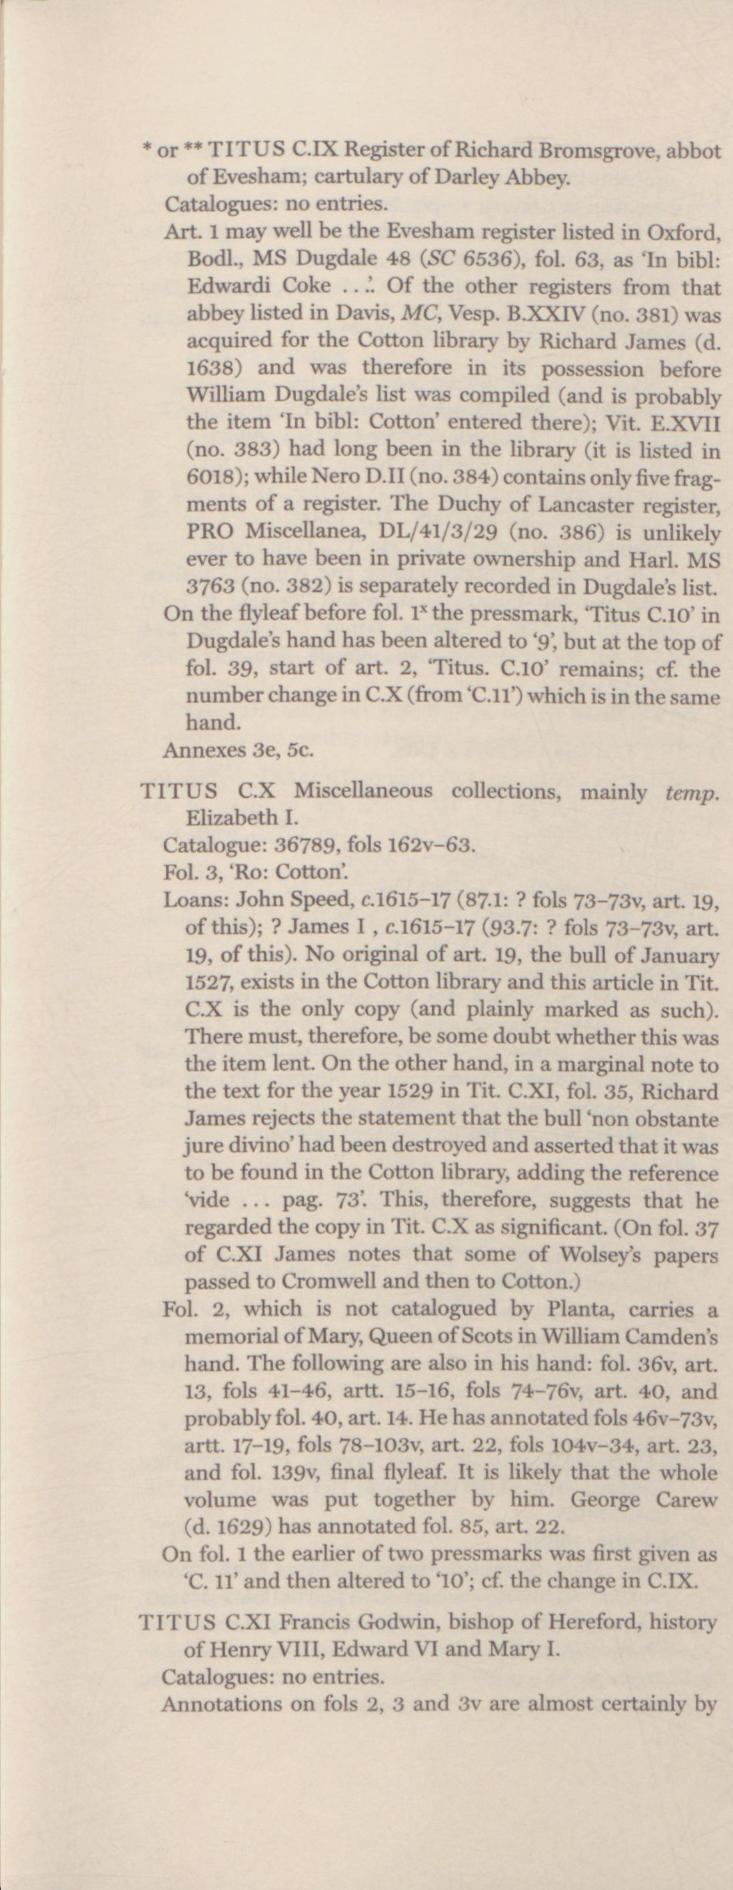 * or ** TITUS C.IX Register of Richard Bromsgrove, abbot
of Evesham; cartulary of Darley Abbey.
Catalogues: no entries.
Art. 1 may well be the Evesham register listed in Oxford,
Bodl., MS Dugdale 48 (SC 6536), fol. 63, as ‘In bibl:
Edwardi Coke ...’. Of the other registers from that
abbey listed in Davis, MC, Vesp. B.XXIV (no. 381) was
acquired for the Cotton library by Richard James (d.
1638) and was therefore in its possession before
William Dugdale’s list was compiled (and is probably
the item ‘In bibl: Cotton’ entered there); Vit. E.XVII
(no. 383) had long been in the library (it is listed in
6018); while Nero D.II (no. 384) contains only five frag-
ments of a register. The Duchy of Lancaster register,
PRO Miscellanea, DL/41/3/29 (no. 386) is unlikely
ever to have been in private ownership and Harl. MS
3763 (no. 382) is separately recorded in Dugdale’s list.
On the flyleaf before fol. 1ˣ the pressmark, ‘Titus C.10’ in
Dugdale’s hand has been altered to ‘9’, but at the top of
fol. 39, start of art. 2, ‘Titus. C.10’ remains; cf. the
number change in C.X (from ‘C.11’) which is in the same
hand.
Annexes 3e, 5c.
TITUS C.X Miscellaneous collections, mainly temp.
Elizabeth I.
Catalogue: 36789, fols 162v–63.
Fol. 3, ‘Ro: Cotton’.
Loans: John Speed, c.1615–17 (87.1: ? fols 73–73v, art. 19,
of this); ? James I , c.1615–17 (93.7: ? fols 73–73v, art.
19, of this). No original of art. 19, the bull of January
1527, exists in the Cotton library and this article in Tit.
C.X is the only copy (and plainly marked as such).
There must, therefore, be some doubt whether this was
the item lent. On the other hand, in a marginal note to
the text for the year 1529 in Tit. C.XI, fol. 35, Richard
James rejects the statement that the bull ‘non obstante
jure divino’ had been destroyed and asserted that it was
to be found in the Cotton library, adding the reference
‘vide ... pag. 73’. This, therefore, suggests that he
regarded the copy in Tit. C.X as significant. (On fol. 37
of C.XI James notes that some of Wolsey’s papers
passed to Cromwell and then to Cotton.)
Fol. 2, which is not catalogued by Planta, carries a
memorial of Mary, Queen of Scots in William Camden’s
hand. The following are also in his hand: fol. 36v, art.
13, fols 41–46, artt. 15–16, fols 74–76v, art. 40, and
probably fol. 40, art. 14. He has annotated fols 46v–73v,
artt. 17–19, fols 78–103v, art. 22, fols 104v–34, art. 23,
and fol. 139v, final flyleaf. It is likely that the whole
volume was put together by him. George Carew
(d. 1629) has annotated fol. 85, art. 22.
On fol. 1 the earlier of two pressmarks was first given as
‘C. 11’ and then altered to ‘10’; cf. the change in C.IX.
TITUS C.XI Francis Godwin, bishop of Hereford, history
of Henry VIII, Edward VI and Mary I.
Catalogues: no entries.
Annotations on fols 2, 3 and 3v are almost certainly by